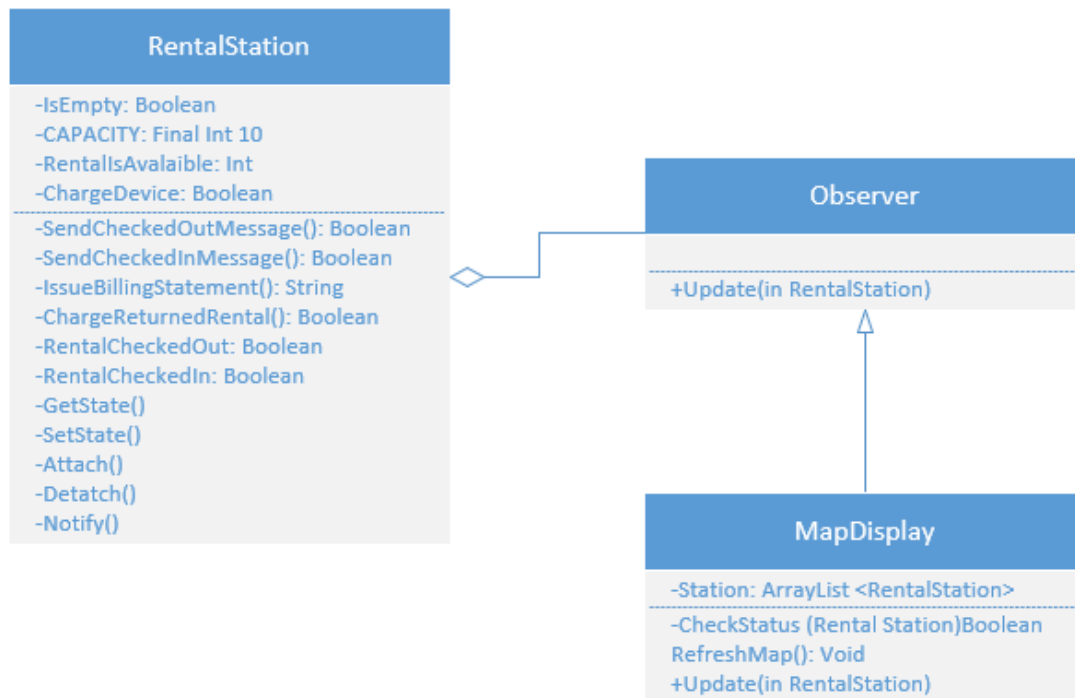 RentalStation
-IsEmpty: Boolean
-CAPACITY: Final Int 10
-RentalIsAvalaible: Int
-ChargeDevice: Boolean
-SendCheckedOutMessage(): Boolean
-SendCheckedInMessage(): Boolean
-IssueBillingStatement(): String
-ChargeReturnedRental(): Boolean
-RentalCheckedOut: Boolean
-RentalCheckedIn: Boolean
-GetState()
-SetState()
-Attach()
-Detatch()
-Notify()
Observer
+Update(in RentalStation)
MapDisplay
-Station: ArrayList <RentalStation>
-CheckStatus (Rental Station)Boolean
RefreshMap(): Void
+Update(in RentalStation)